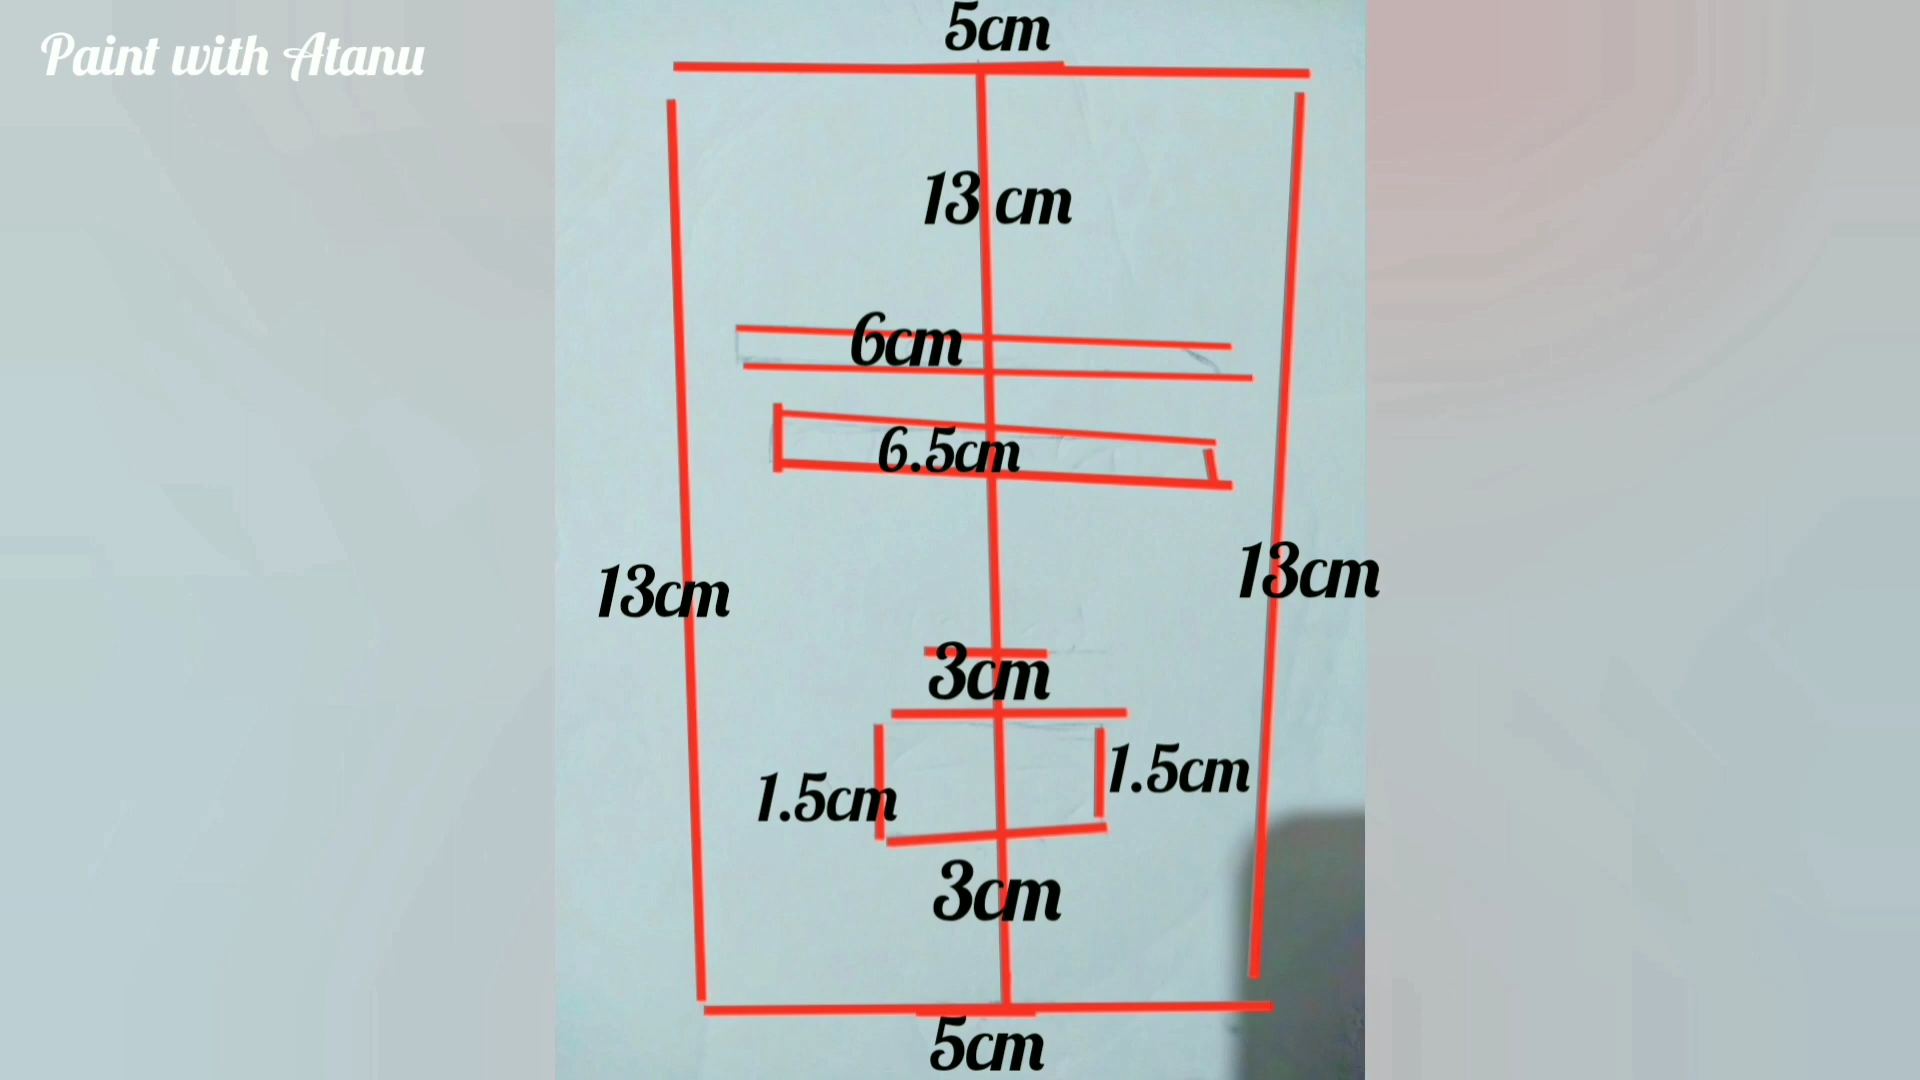 Paint with Atanu
5cm
13 cm
6cm
6.5cm
13cm
13cm
3cm
1.5cm
1.5cm
3cm
5cm